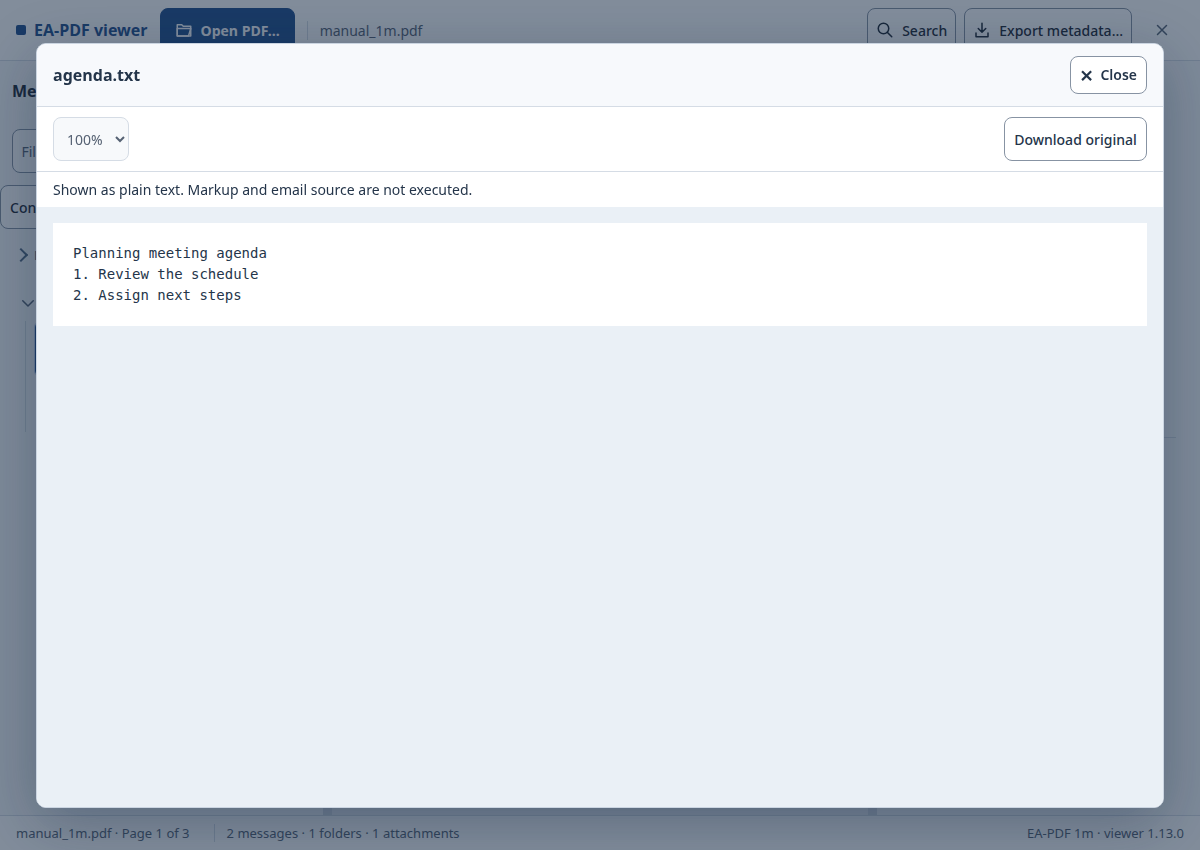 EA-PDF viewer
Open PDF...
manual_1m.pdf
Search
Export metadata...
agenda.txt
Close
100%
Download original
Shown as plain text. Markup and email source are not executed.
Planning meeting agenda
1. Review the schedule
2. Assign next steps
manual_1m.pdf · Page 1 of 3
2 messages · 1 folders · 1 attachments
EA-PDF 1m · viewer 1.13.0